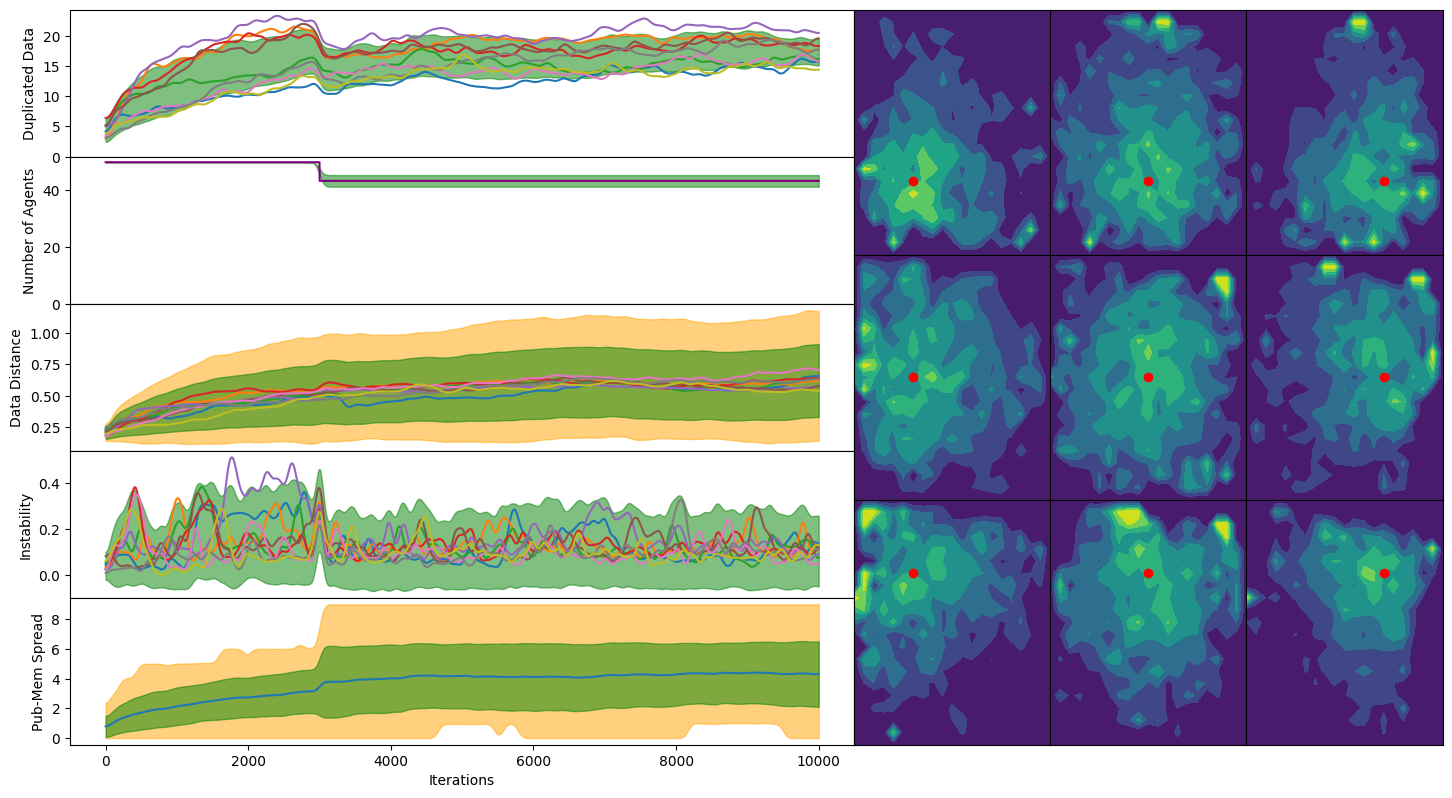 Duplicated Data
20
15
10
5
0
Number of Agents
40
20
0
Data Distance
1.00
0.75
0.50
0.25
Instability
0.4
0.2
0.0
Pub-Mem Spread
8
6
4
2
0
0 2000 4000 6000 8000 10000
Iterations